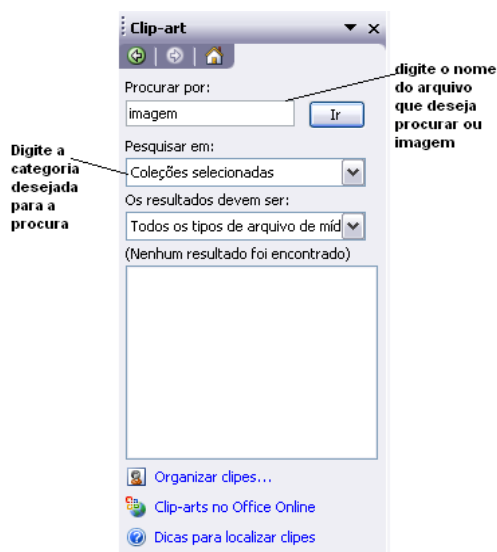 Clip-art
Procurar por:
imagem
Ir
digite o nome
do arquivo
que deseja
procurar ou
imagem
Digite a
categoria
desejada
para a
procura
Pesquisar em:
Coleções selecionadas
Os resultados devem ser:
Todos os tipos de arquivo de míd
(Nenhum resultado foi encontrado)
Organizar clipes...
Clip-arts no Office Online
Dicas para localizar clipes